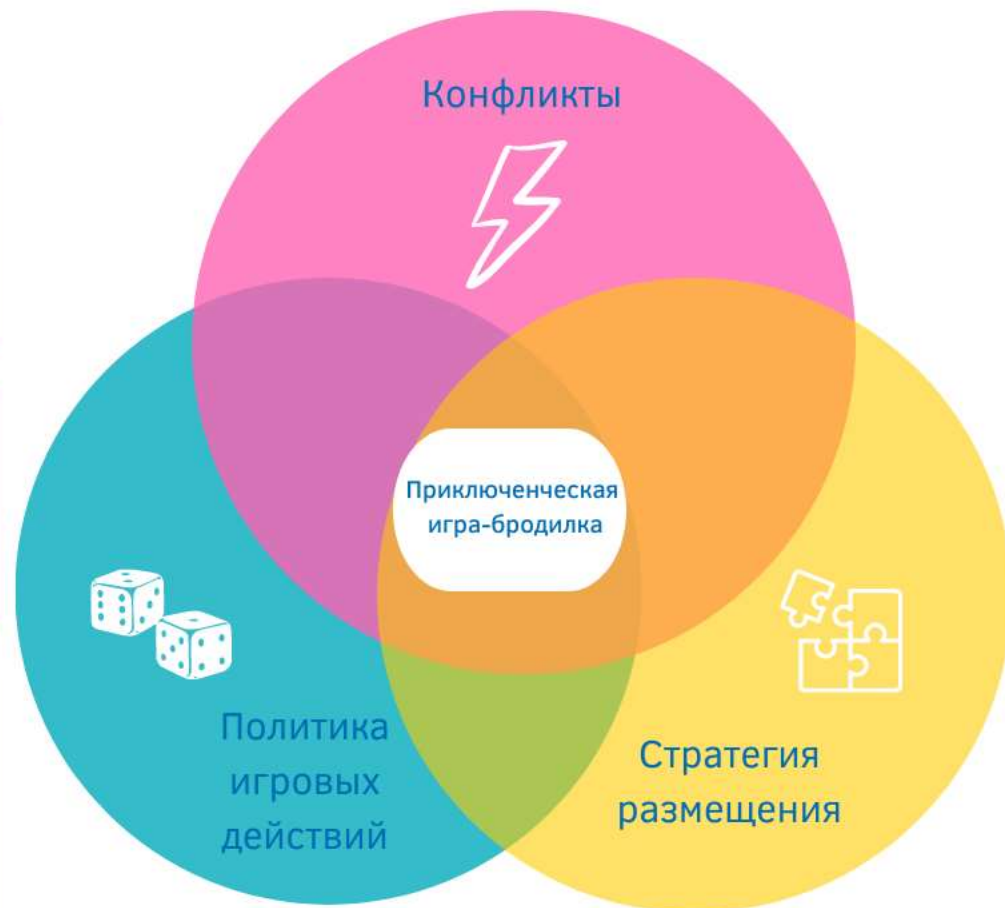 Конфликты
Приключенческая
игра-бродилка
Политика
игровых
действий
Стратегия
размещения